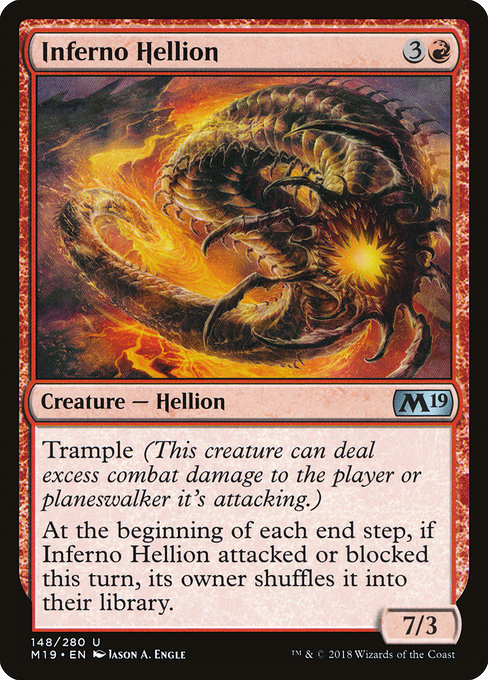 Inferno Hellion 3
Creature — Hellion M19
Trample (This creature can deal
excess combat damage to the player or
planeswalker it's attacking.)
At the beginning of each end step, if
Inferno Hellion attacked or blocked
this turn, its owner shuffles it into
their library.
7/3
148/280 U
M19 • EN Jason A. Engle ™ & © 2018 Wizards of the Coast